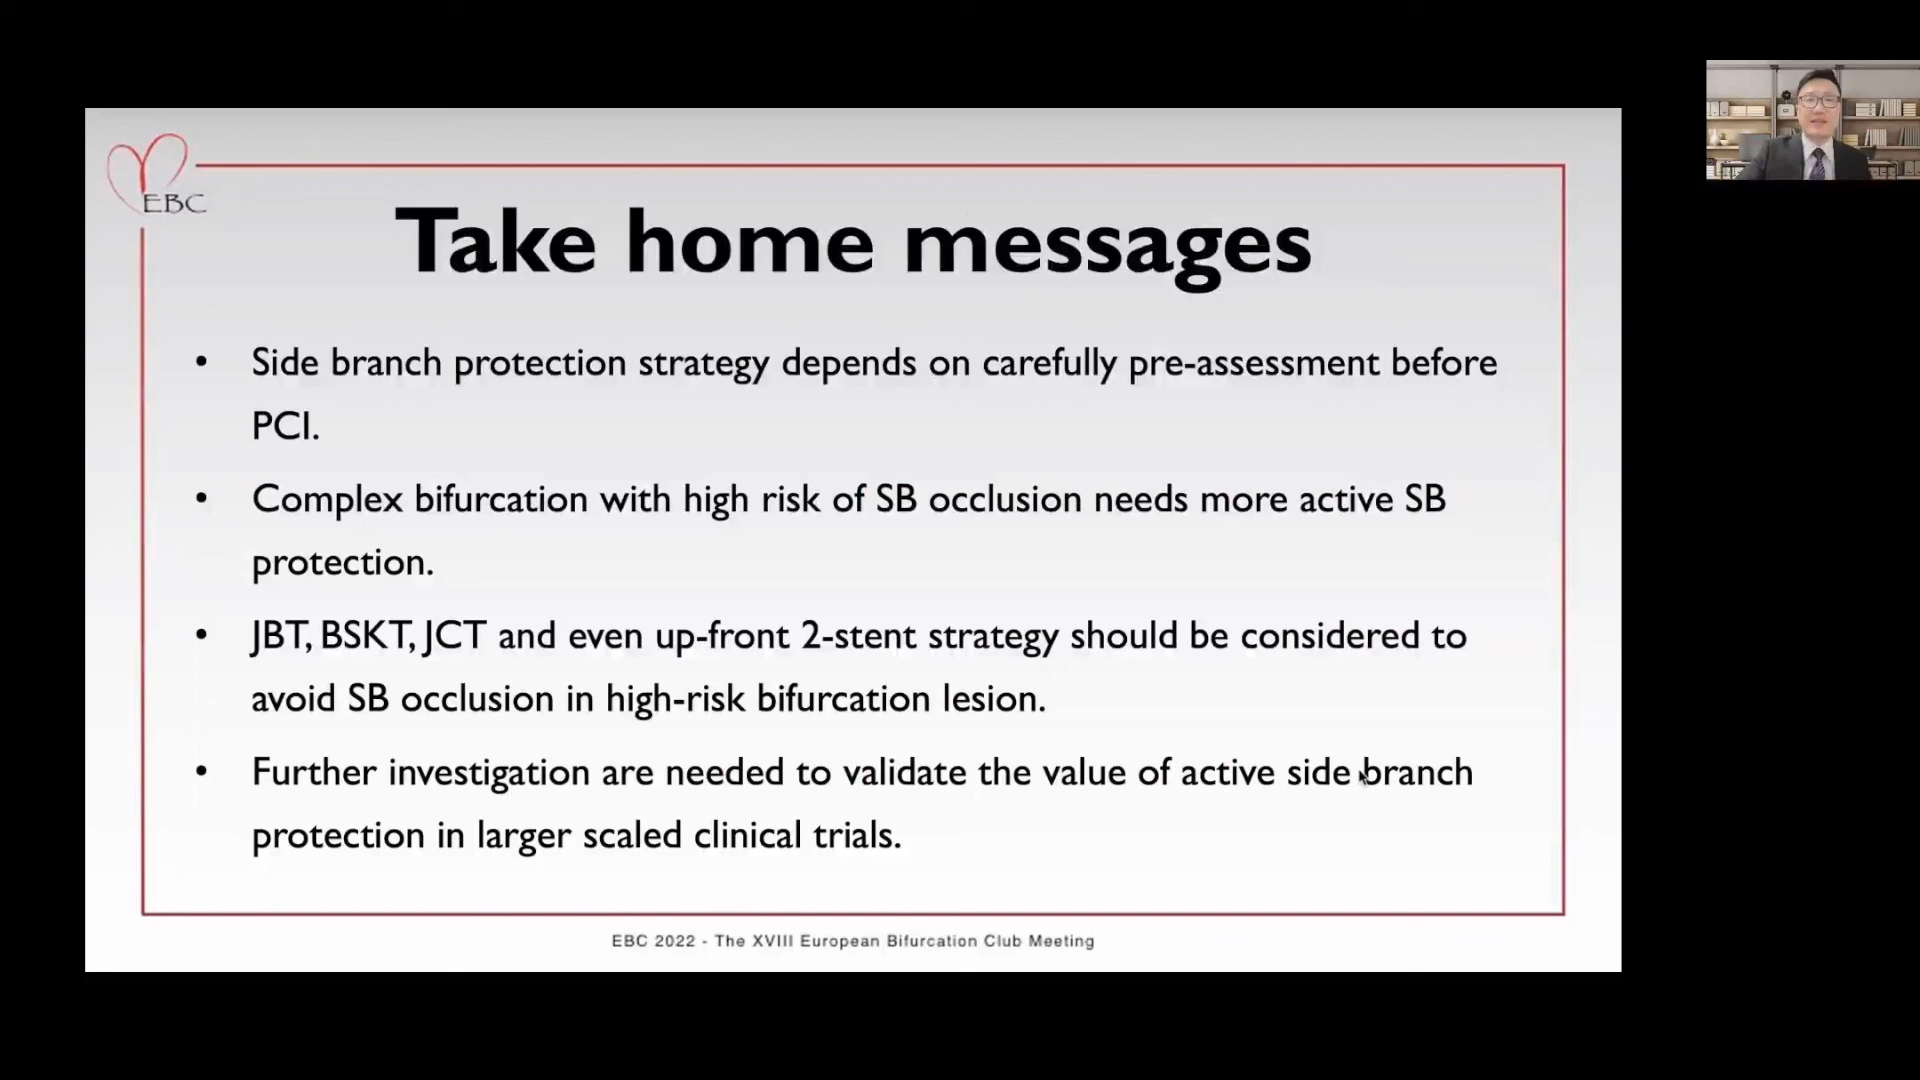 EBC
Take home messages
• Side branch protection strategy depends on carefully pre-assessment before
PCI.
• Complex bifurcation with high risk of SB occlusion needs more active SB
protection.
• JBT, BSKT, JCT and even up-front 2-stent strategy should be considered to
avoid SB occlusion in high-risk bifurcation lesion.
• Further investigation are needed to validate the value of active side branch
protection in larger scaled clinical trials.
EBC 2022 - The XVIII European Bifurcation Club Meeting